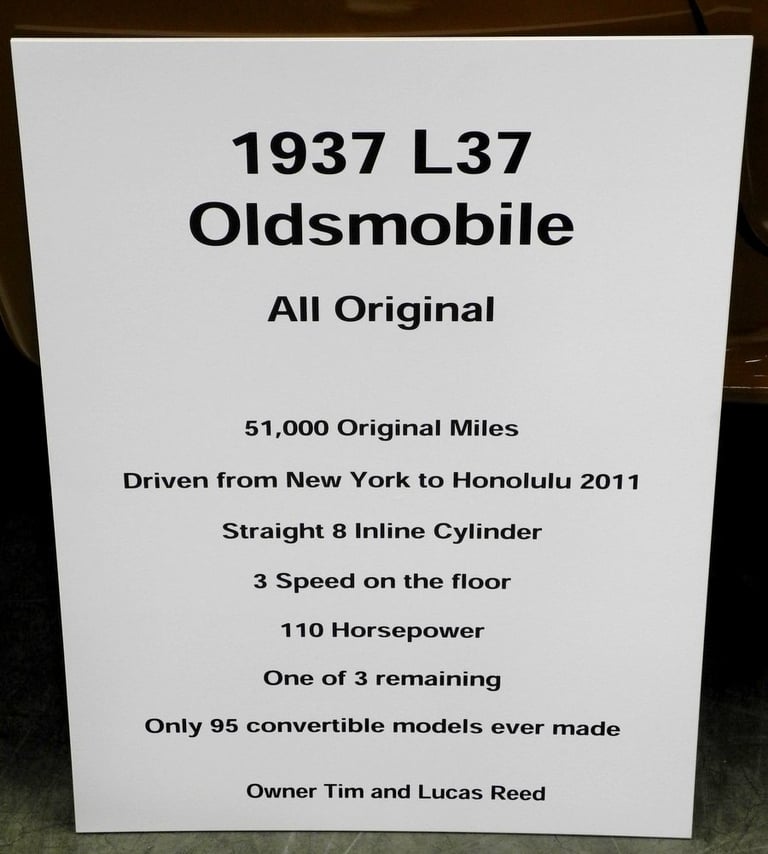 1937 L37
Oldsmobile
All Original
51,000 Original Miles
Driven from New York to Honolulu 2011
Straight 8 Inline Cylinder
3 Speed on the floor
110 Horsepower
One of 3 remaining
Only 95 convertible models ever made
Owner Tim and Lucas Reed